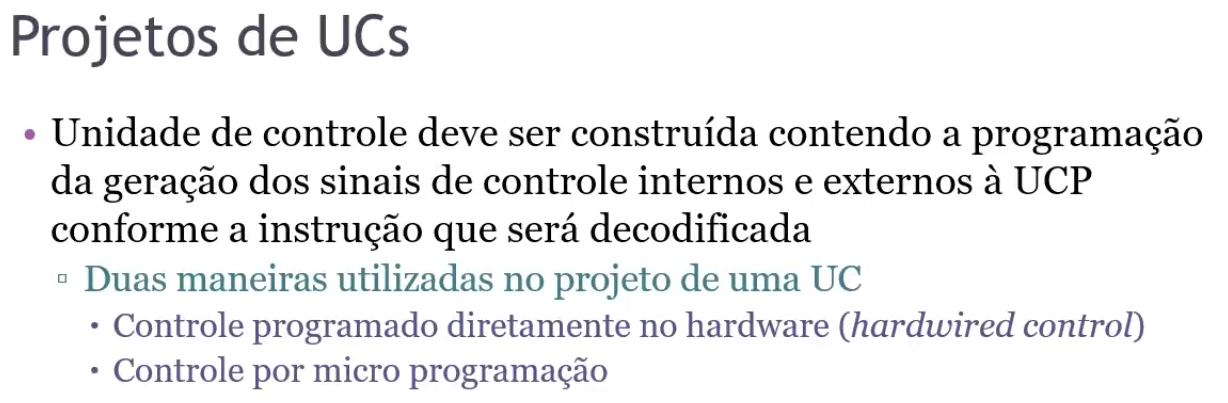 Projetos de UCs
• Unidade de controle deve ser construída contendo a programação
da geração dos sinais de controle internos e externos à UCP
conforme a instrução que será decodificada
▫ Duas maneiras utilizadas no projeto de uma UC
• Controle programado diretamente no hardware (hardwired control)
• Controle por micro programação